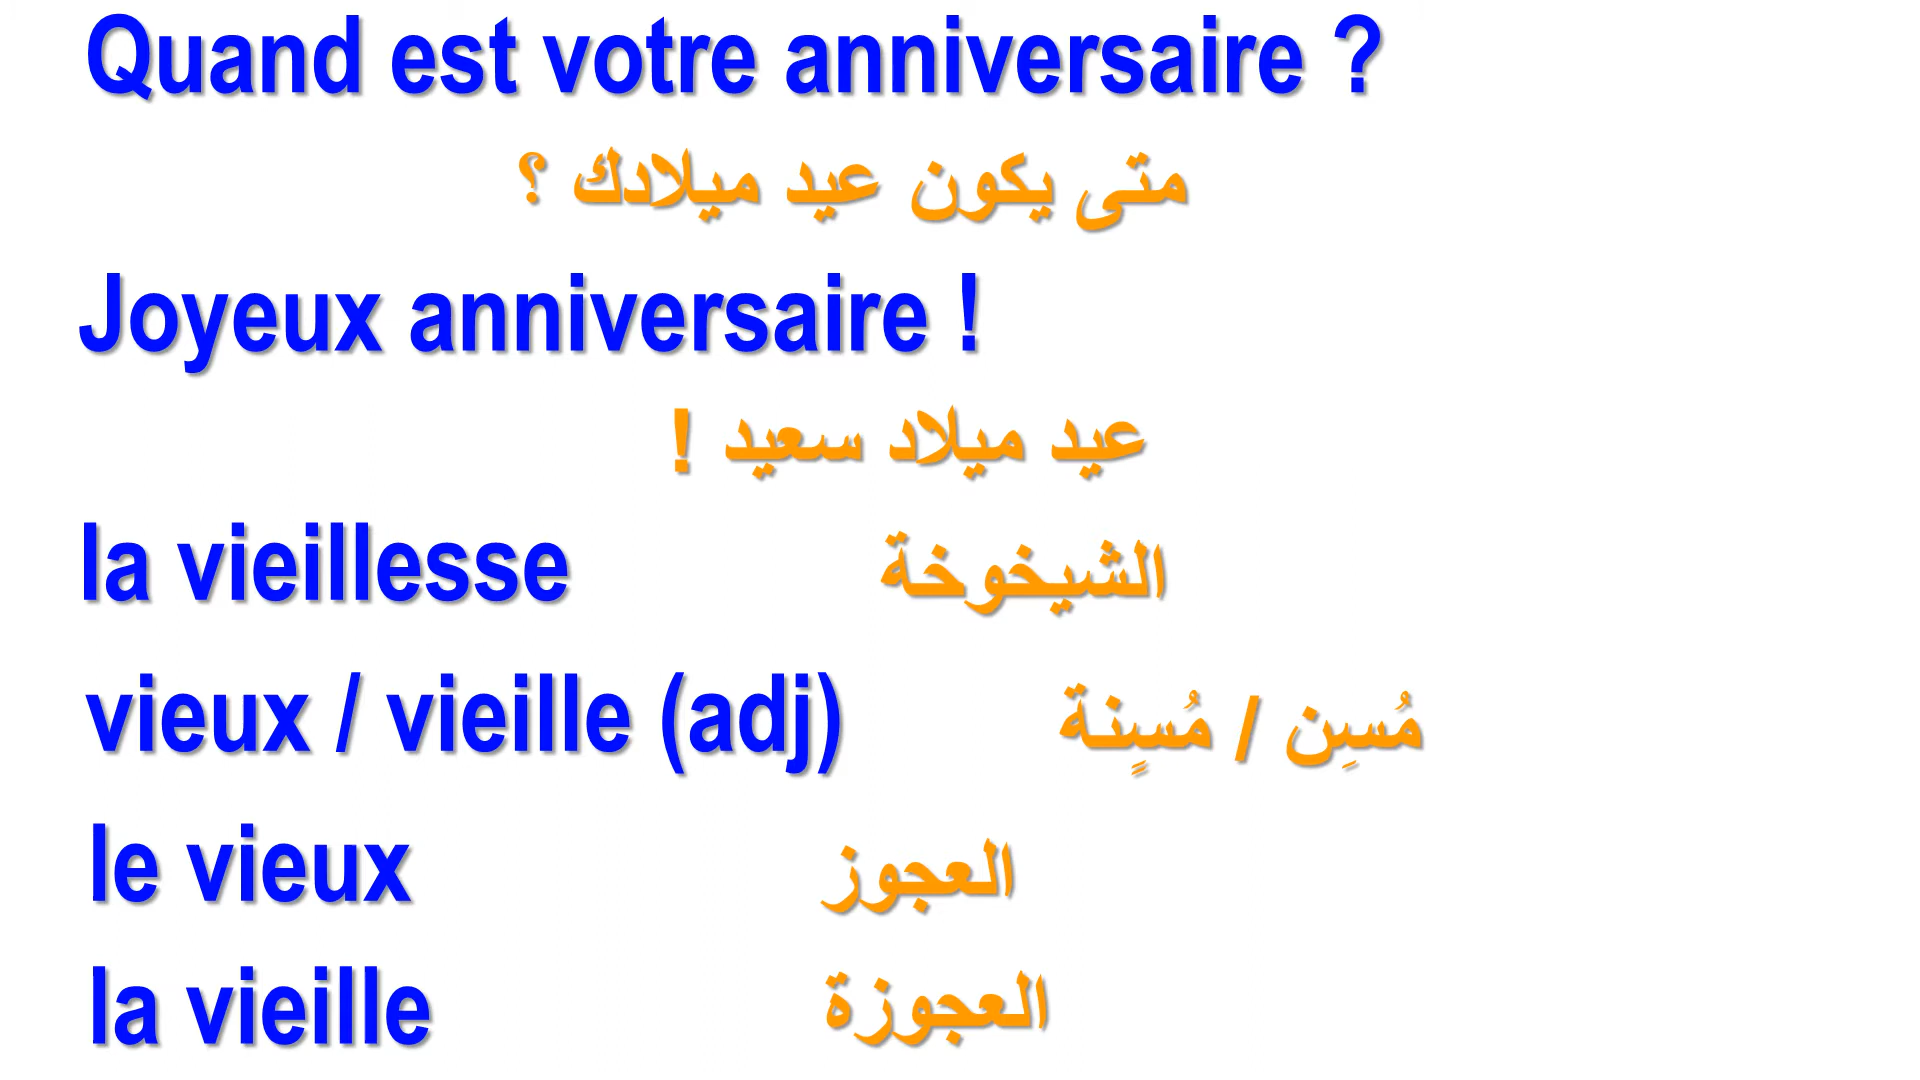 Quand est votre anniversaire ?
متى يكون عيد ميلادك ؟
Joyeux anniversaire !
عيد ميلاد سعيد !
la vieillesse الشيخوخة
vieux / vieille (adj) مُسِن / مُسٍنة
le vieux العجوز
la vieille العجوزة